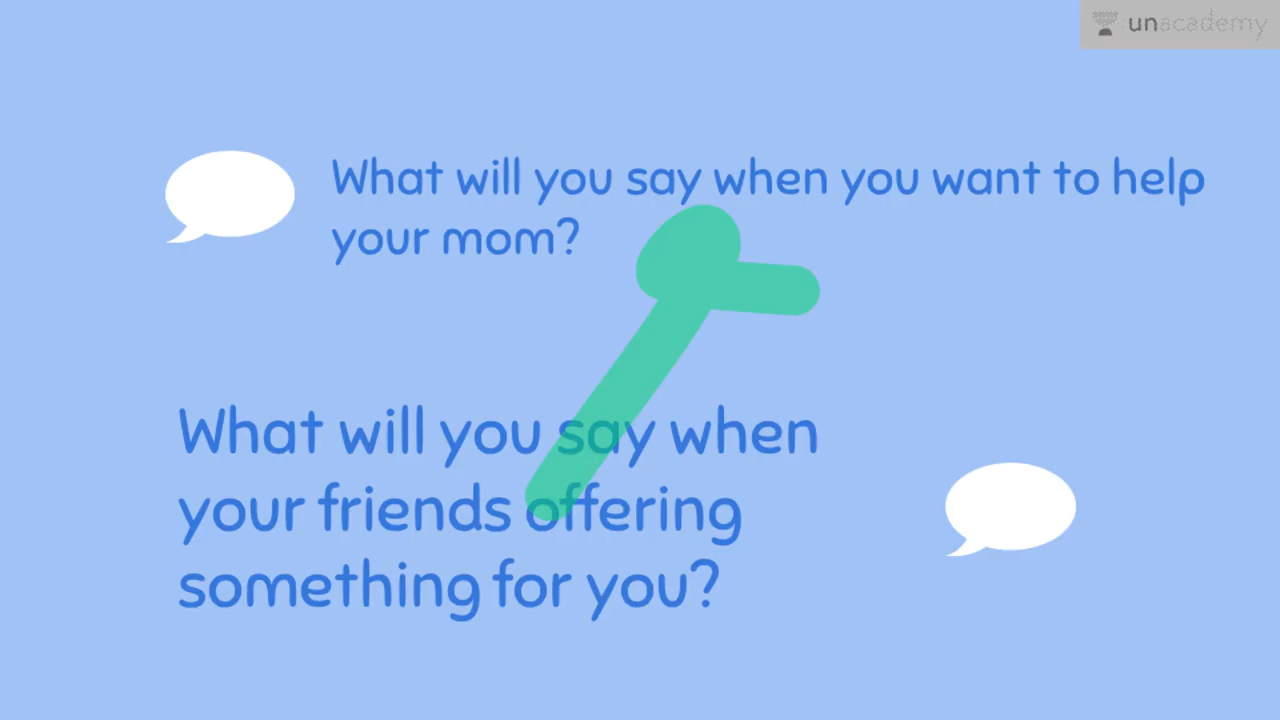 unacademy
What will you say when you want to help
your mom?
What will you say when
your friends offering
something for you?